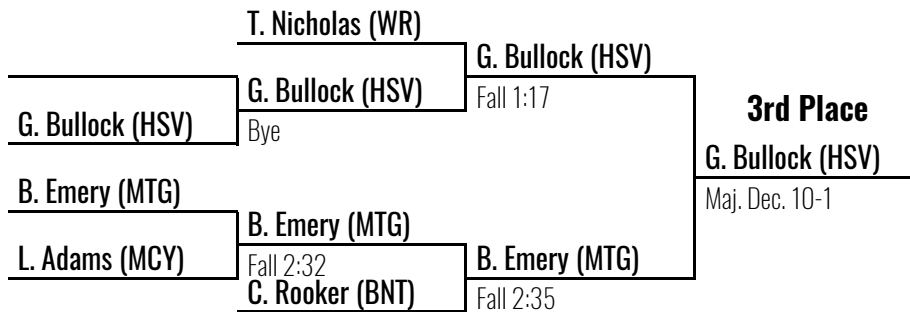 T. Nicholas (WR)
G. Bullock (HSV)
G. Bullock (HSV)
Fall 1:17
3rd Place
G. Bullock (HSV)
Bye
G. Bullock (HSV)
B. Emery (MTG)
Maj. Dec. 10-1
B. Emery (MTG)
L. Adams (MCY)
Fall 2:32
B. Emery (MTG)
C. Rooker (BNT)
Fall 2:35